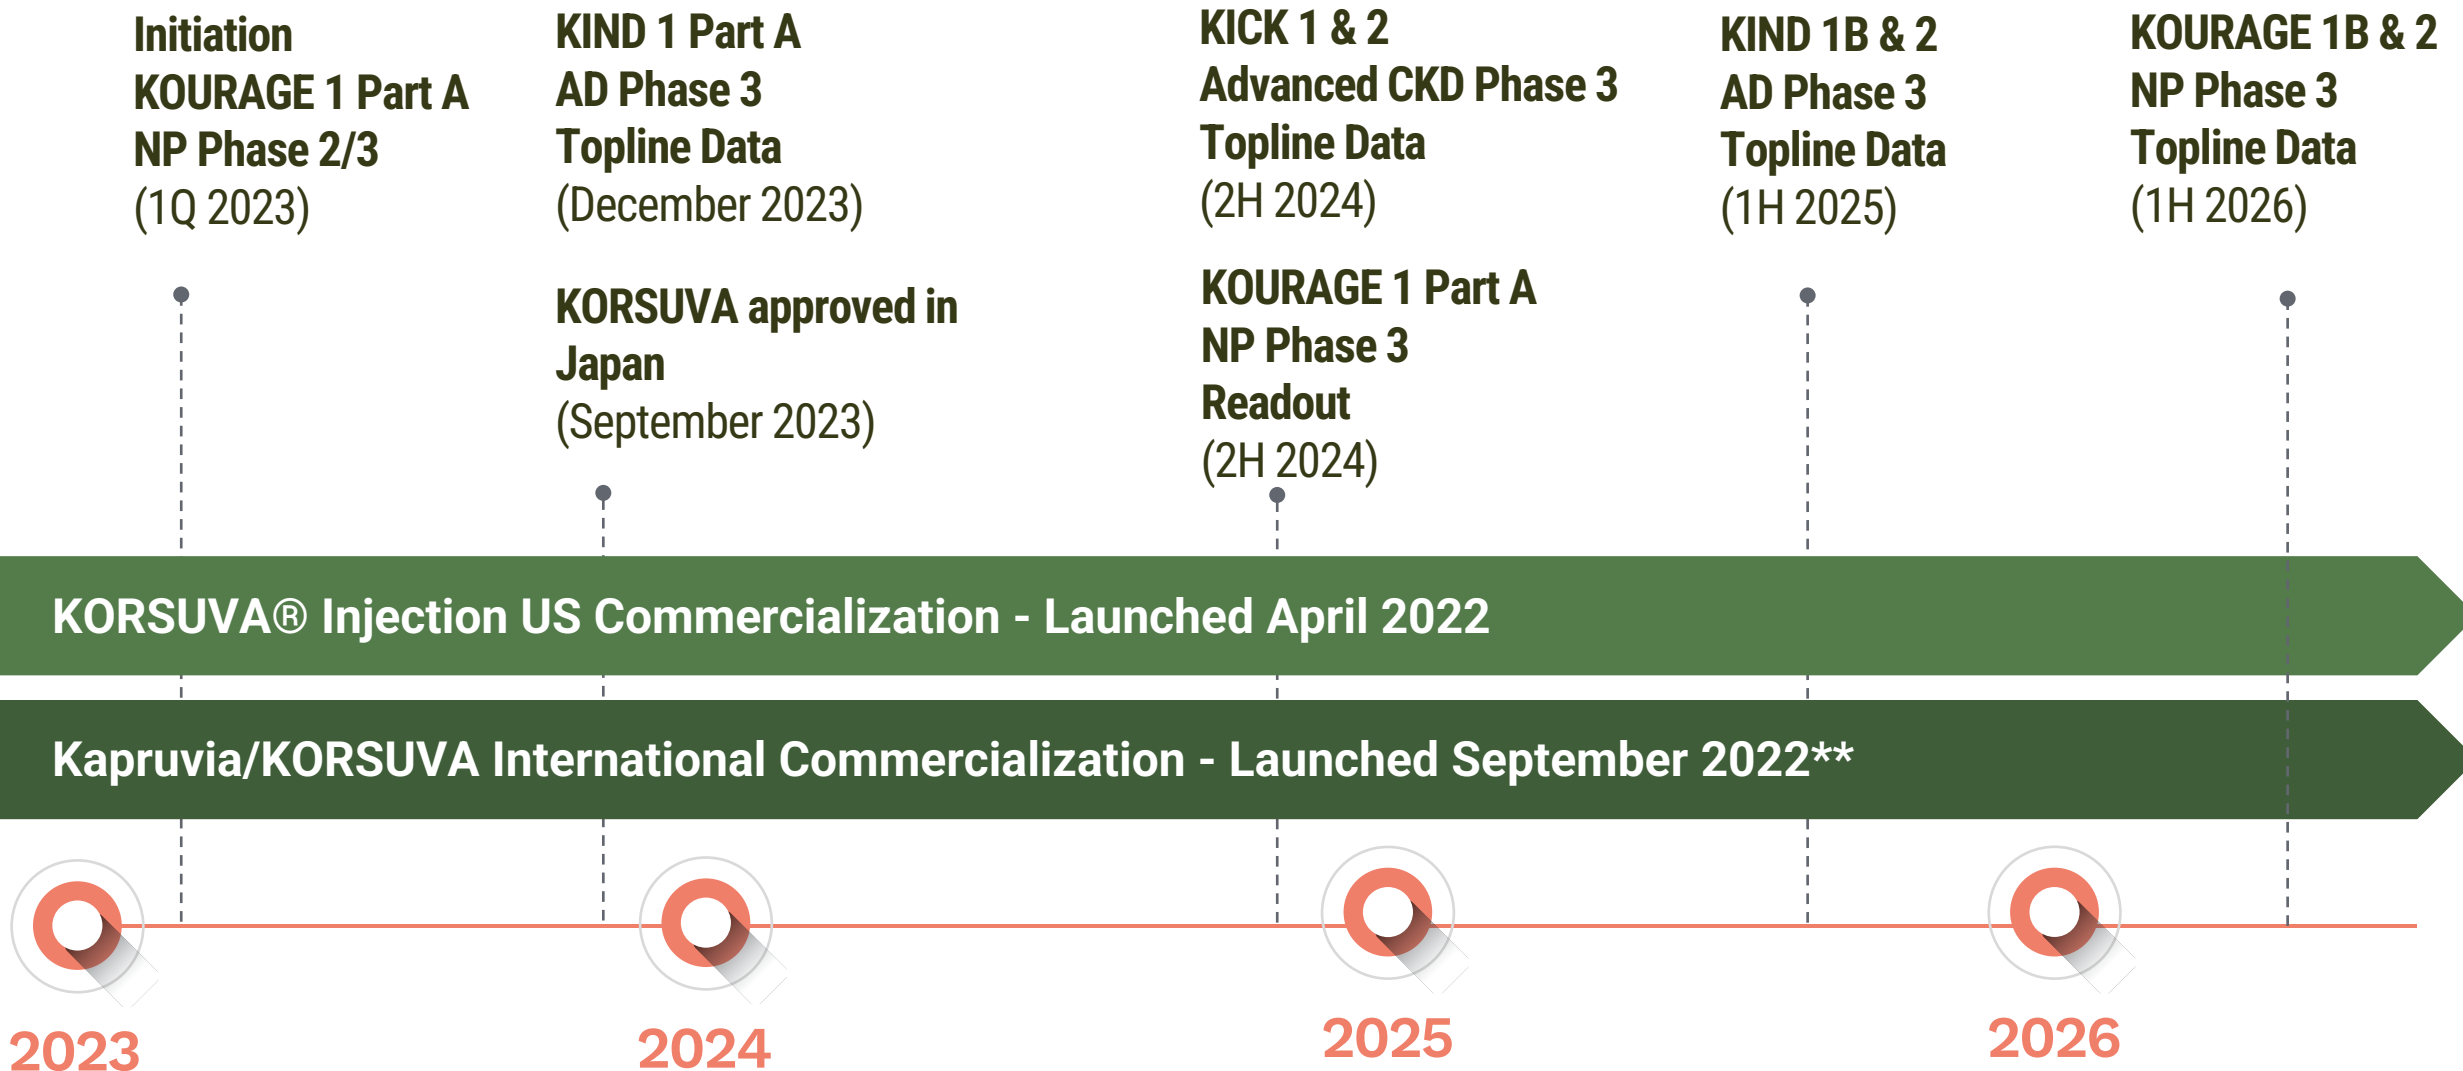 Initiation
KOURAGE 1 Part A
NP Phase 2/3
(1Q 2023)
KIND 1 Part A
AD Phase 3
Topline Data
(December 2023)
KORSUVA approved in
Japan
(September 2023)
KICK 1 & 2
Advanced CKD Phase 3
Topline Data
(2H 2024)
KOURAGE 1 Part A
NP Phase 3
Readout
(2H 2024)
KIND 1B & 2
AD Phase 3
Topline Data
(1H 2025)
KOURAGE 1B & 2
NP Phase 3
Topline Data
(1H 2026)
KORSUVA® Injection US Commercialization - Launched April 2022
Kapruvia/KORSUVA International Commercialization - Launched September 2022**
2023
2024
2025
2026